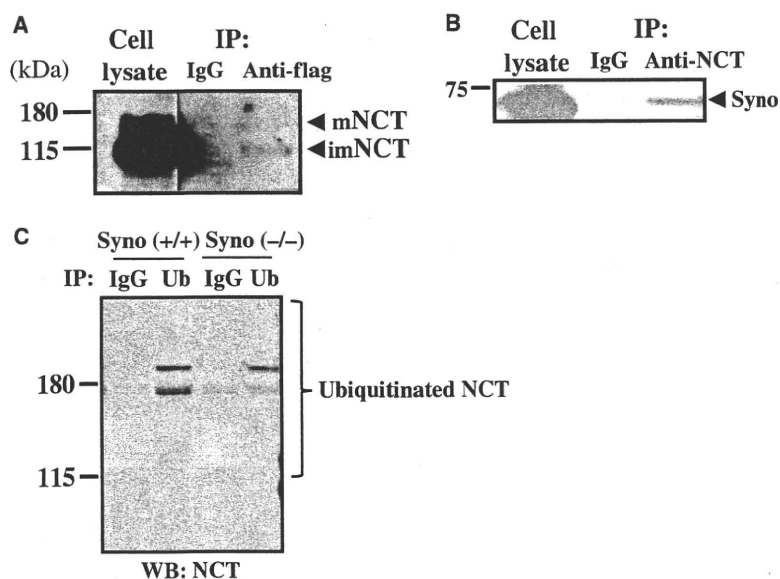 A
Cell IP:
(kDa) lysate IgG Anti-flag
180
mNCT
115
imNCT
B
Cell IP:
lysate IgG Anti-NCT
75
Syno
C
Syno (+/+) Syno (−/−)
IP: IgG Ub IgG Ub
180
Ubiquitinated NCT
115
WB: NCT